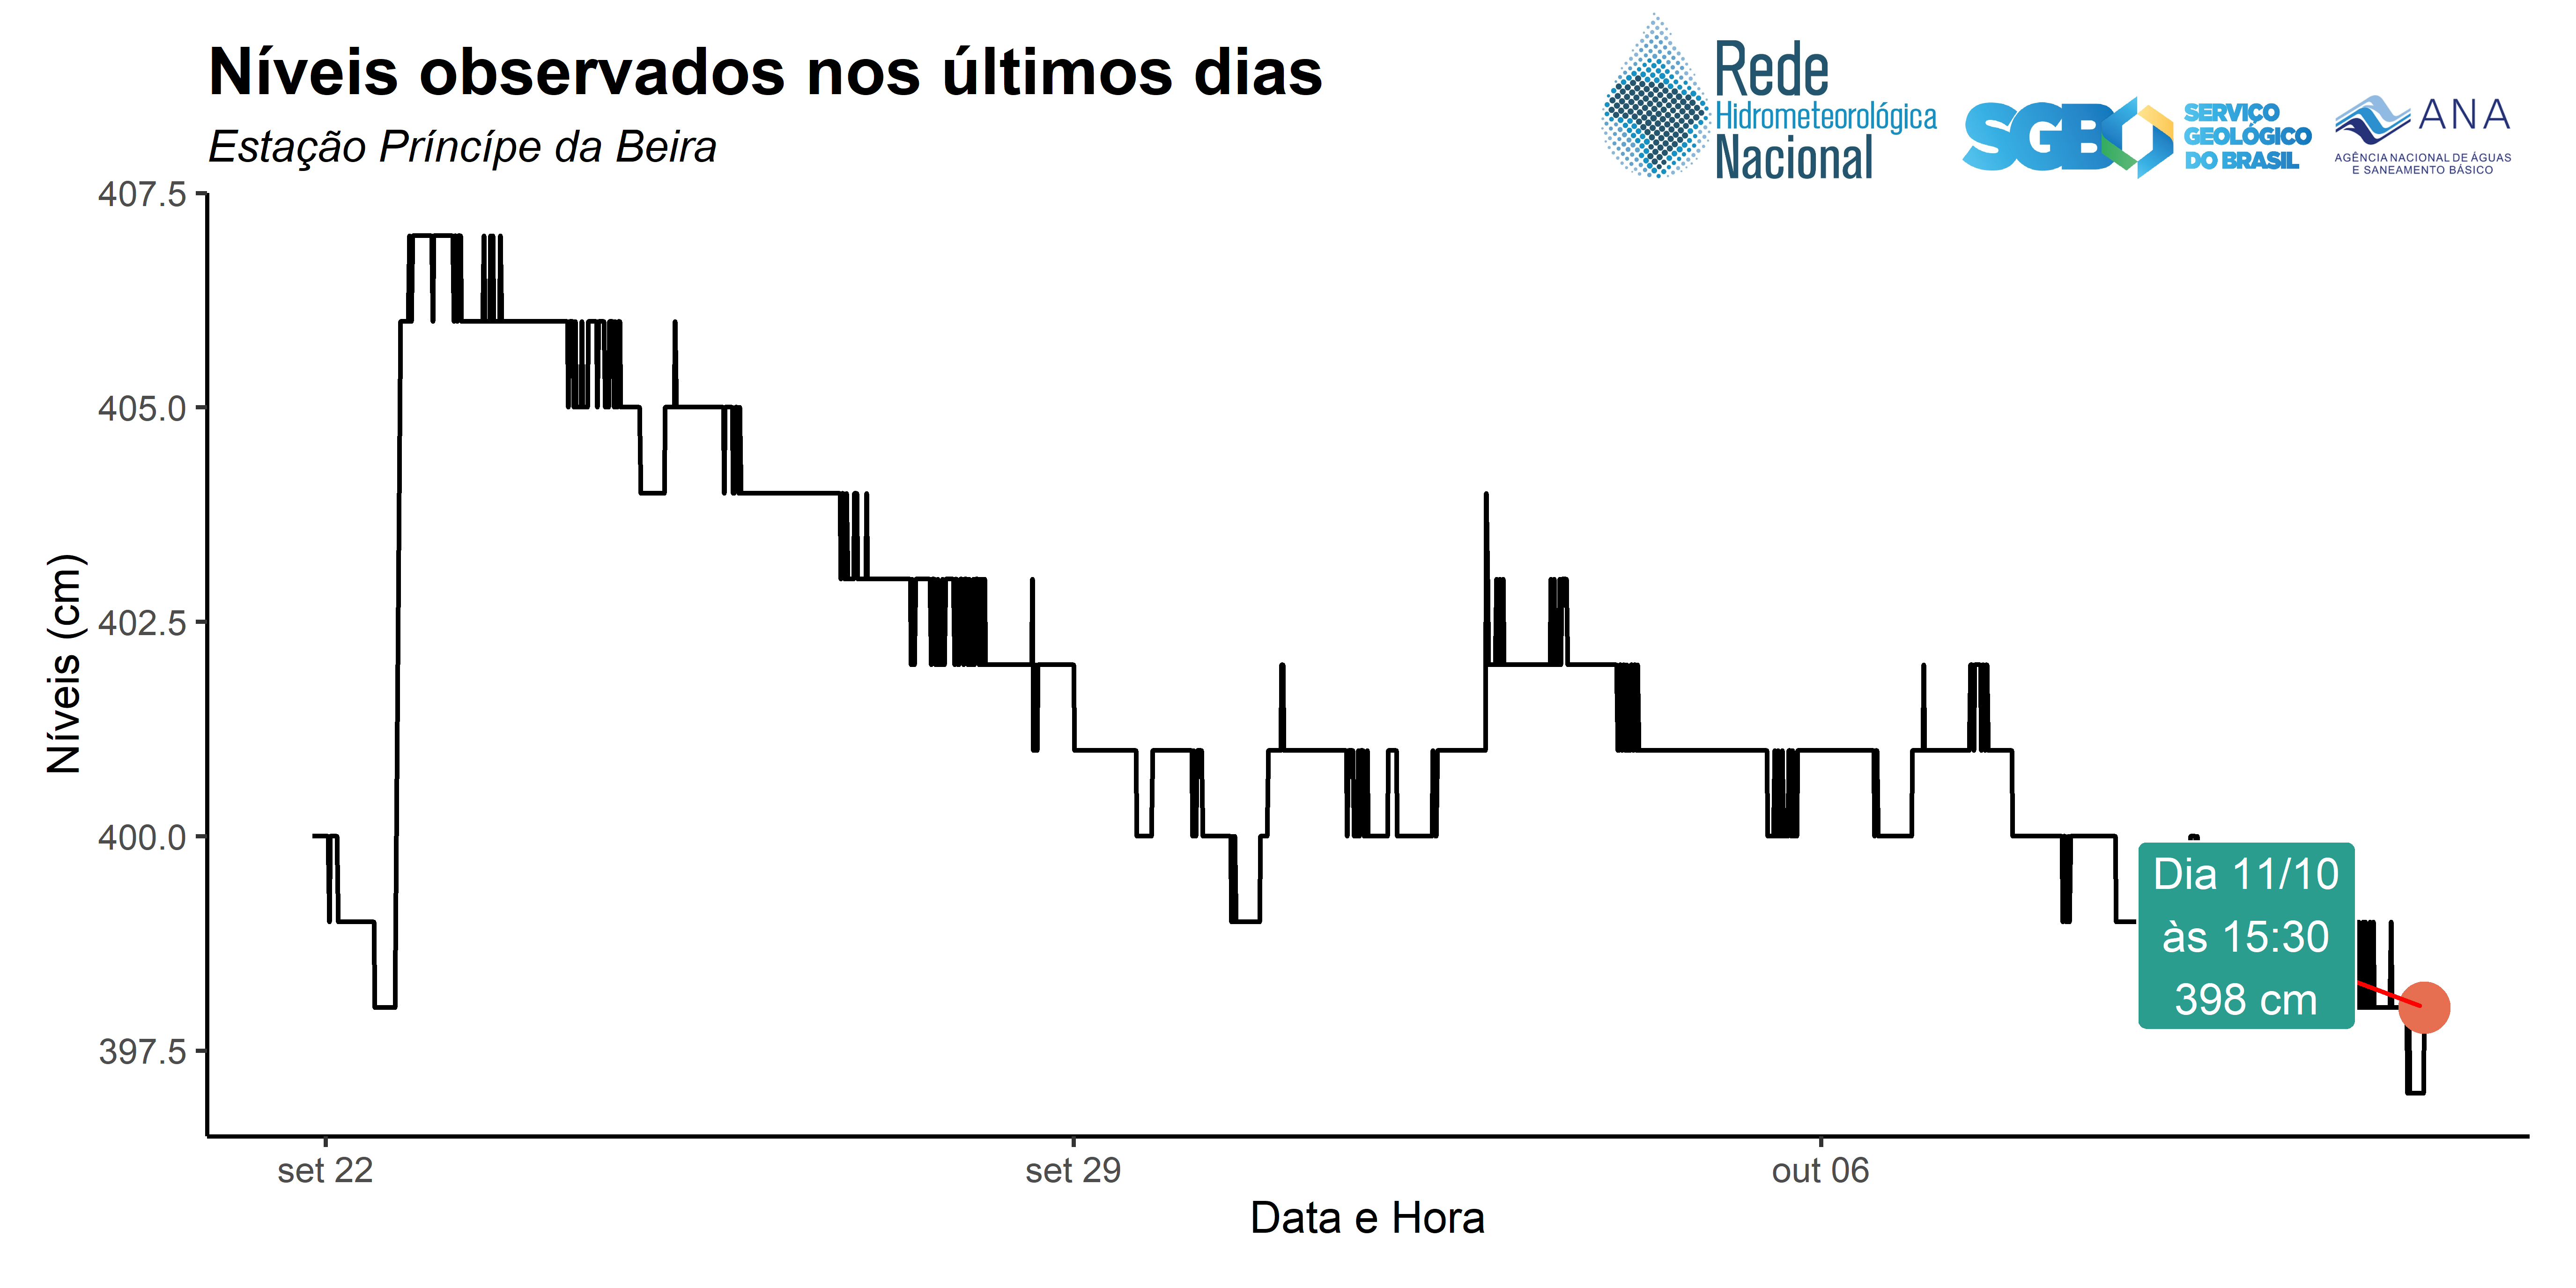 Níveis observados nos últimos dias
Estação Príncípe da Beira
Rede
Hidrometeorológica
Nacional
SGB
SERVIÇO
GEOLÓGICO
DO BRASIL
ANA
AGÊNCIA NACIONAL DE ÁGUAS
E SANEAMENTO BÁSICO
407.5
405.0
402.5
400.0
397.5
Níveis (cm)
Dia 11/10
às 15:30
398 cm
set 22
set 29
out 06
Data e Hora